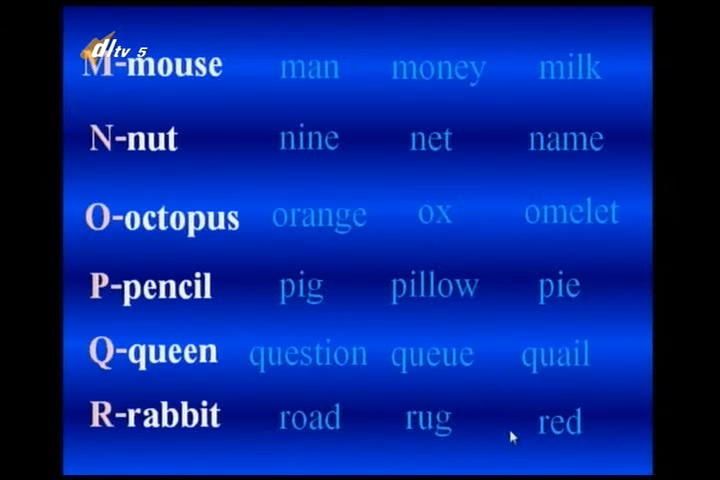 dltv 5
M-mouse man money milk
N-nut nine net name
O-octopus orange ox omelet
P-pencil pig pillow pie
Q-queen question queue quail
R-rabbit road rug red